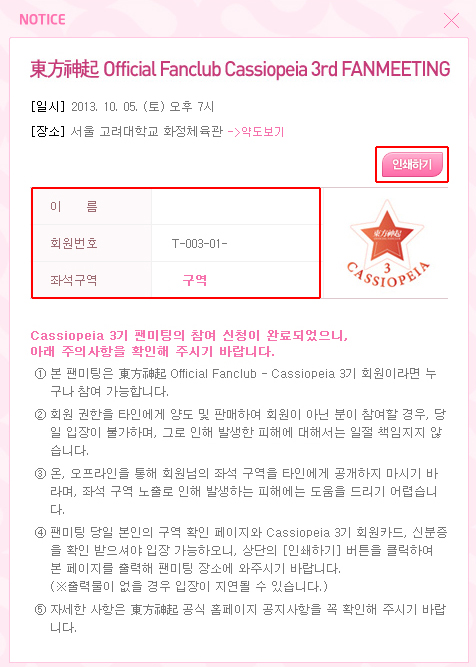 NOTICE
東方神起 Official Fanclub Cassiopeia 3rd FANMEETING
[일시] 2013. 10. 05. (토) 오후 7시
[장소] 서울 고려대학교 화정체육관 ->약도보기
인쇄하기
이 름
회원번호 T-003-01-
좌석구역 구역
東方神起
3
CASSIOPEIA
Cassiopeia 3기 팬미팅의 참여 신청이 완료되었으니,
아래 주의사항을 확인해 주시기 바랍니다.
① 본 팬미팅은 東方神起 Official Fanclub - Cassiopeia 3기 회원이라면 누
구나 참여 가능합니다.
② 회원 권한을 타인에게 양도 및 판매하여 회원이 아닌 분이 참여할 경우, 당
일 입장이 불가하며, 그로 인해 발생한 피해에 대해서는 일절 책임지지 않
습니다.
③ 온, 오프라인을 통해 회원님의 좌석 구역을 타인에게 공개하지 마시기 바
라며, 좌석 구역 노출로 인해 발생하는 피해에는 도움을 드리기 어렵습니
다.
④ 팬미팅 당일 본인의 구역 확인 페이지와 Cassiopeia 3기 회원카드, 신분증
을 확인 받으셔야 입장 가능하오니, 상단의 [인쇄하기] 버튼을 클릭하여
본 페이지를 출력해 팬미팅 장소에 와주시기 바랍니다.
(※출력물이 없을 경우 입장이 지연될 수 있습니다.)
⑤ 자세한 사항은 東方神起 공식 홈페이지 공지사항을 꼭 확인해 주시기 바랍
니다.